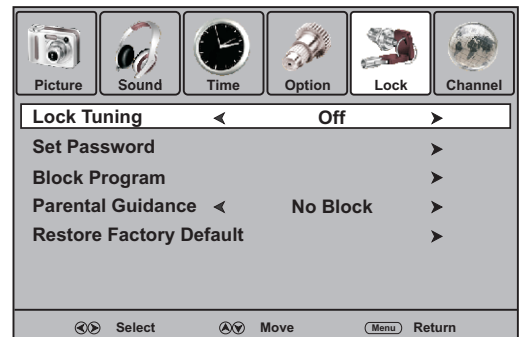 Picture Sound Time Option Lock Channel
Lock Tuning Off
Set Password
Block Program
Parental Guidance No Block
Restore Factory Default
Select Move Menu Return